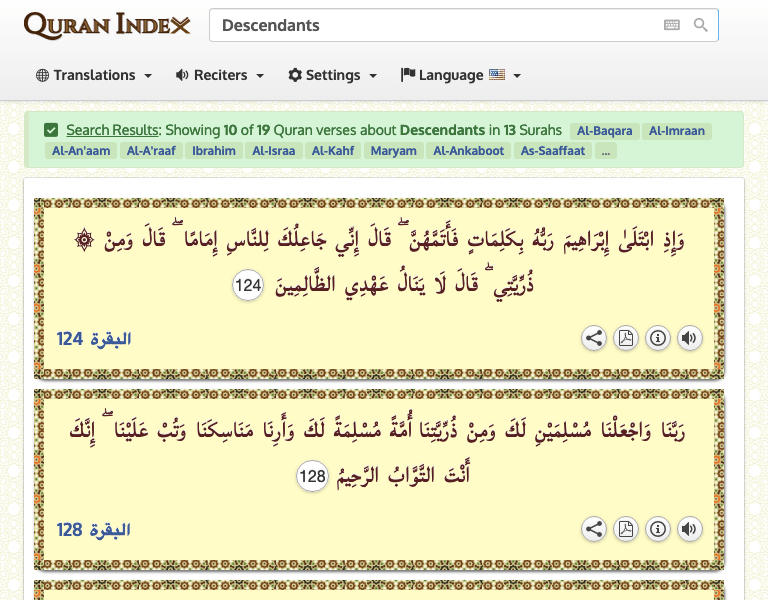 QURAN INDEX
Descendants
Translations
Reciters
Settings
Language
Search Results: Showing 10 of 19 Quran verses about Descendants in 13 Surahs Al-Baqara Al-Imraan
Al-An'aam Al-A'raaf Ibrahim Al-Israa Al-Kahf Maryam Al-Ankaboot As-Saaffaat ...
۞ وَإِذِ ابْتَلَىٰ إِبْرَاهِيمَ رَبُّهُ بِكَلِمَاتٍ فَأَتَمَّهُنَّ ۖ قَالَ إِنِّي جَاعِلُكَ لِلنَّاسِ إِمَامًا ۖ قَالَ وَمِنْ
ذُرِّيَّتِي ۖ قَالَ لَا يَنَالُ عَهْدِي الظَّالِمِينَ 124
البقرة 124
رَبَّنَا وَاجْعَلْنَا مُسْلِمَيْنِ لَكَ وَمِنْ ذُرِّيَّتِنَا أُمَّةً مُسْلِمَةً لَكَ وَأَرِنَا مَنَاسِكَنَا وَتُبْ عَلَيْنَا ۖ إِنَّكَ
أَنْتَ التَّوَّابُ الرَّحِيمُ 128
البقرة 128